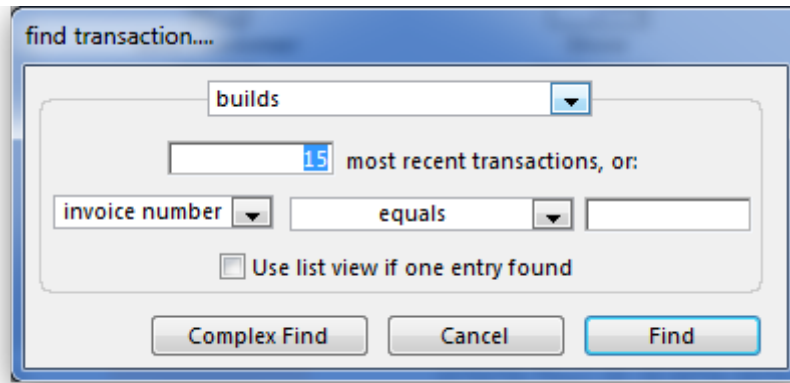 find transaction....
builds
15 most recent transactions, or:
invoice number equals
Use list view if one entry found
Complex Find Cancel Find